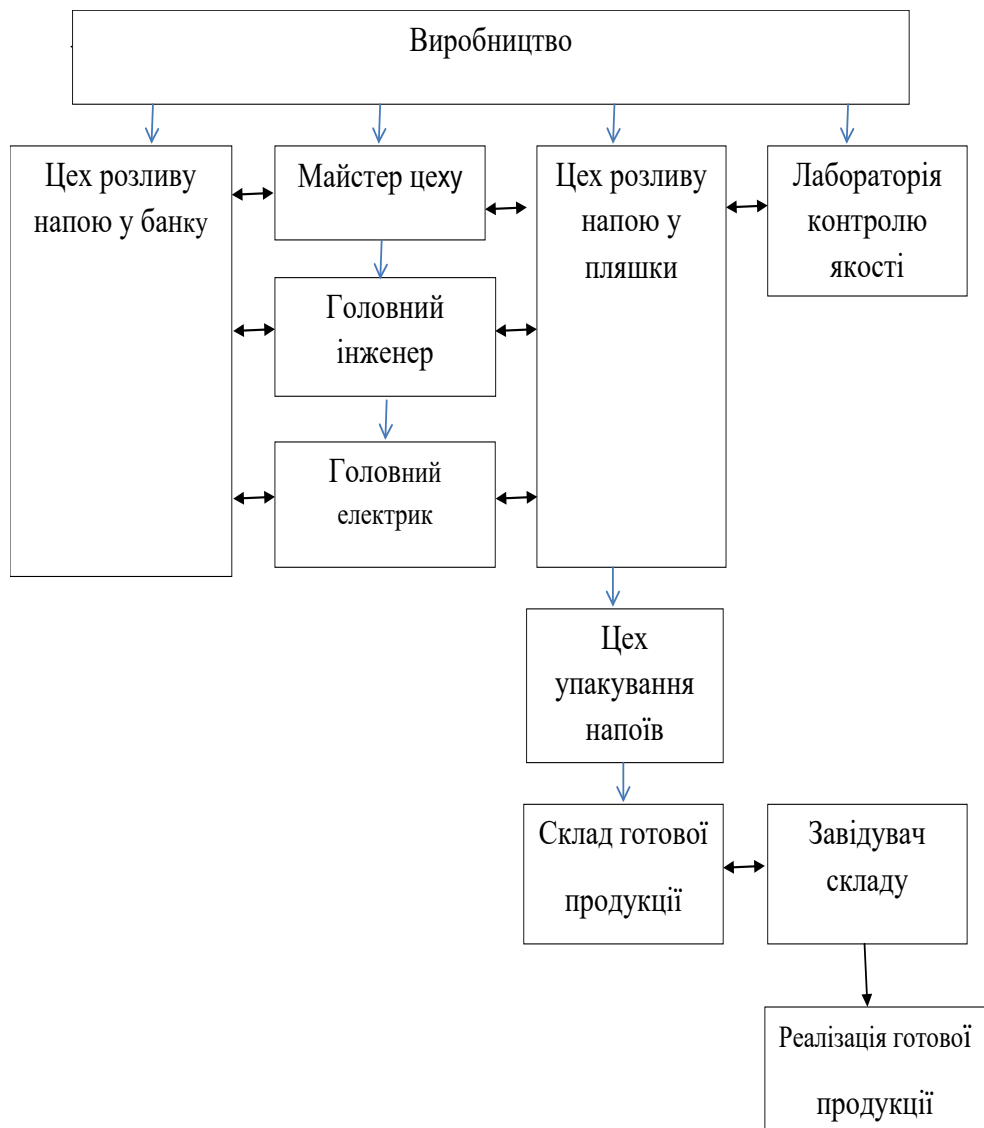 Виробництво
Цех розливу
напою у банку
Майстер цеху
Цех розливу
напою у
пляшки
Лабораторія
контролю
якості
Головний
інженер
Головний
електрик
Цех
упакування
напоїв
Склад готової
продукції
Завідувач
складу
Реалізація готової
продукції